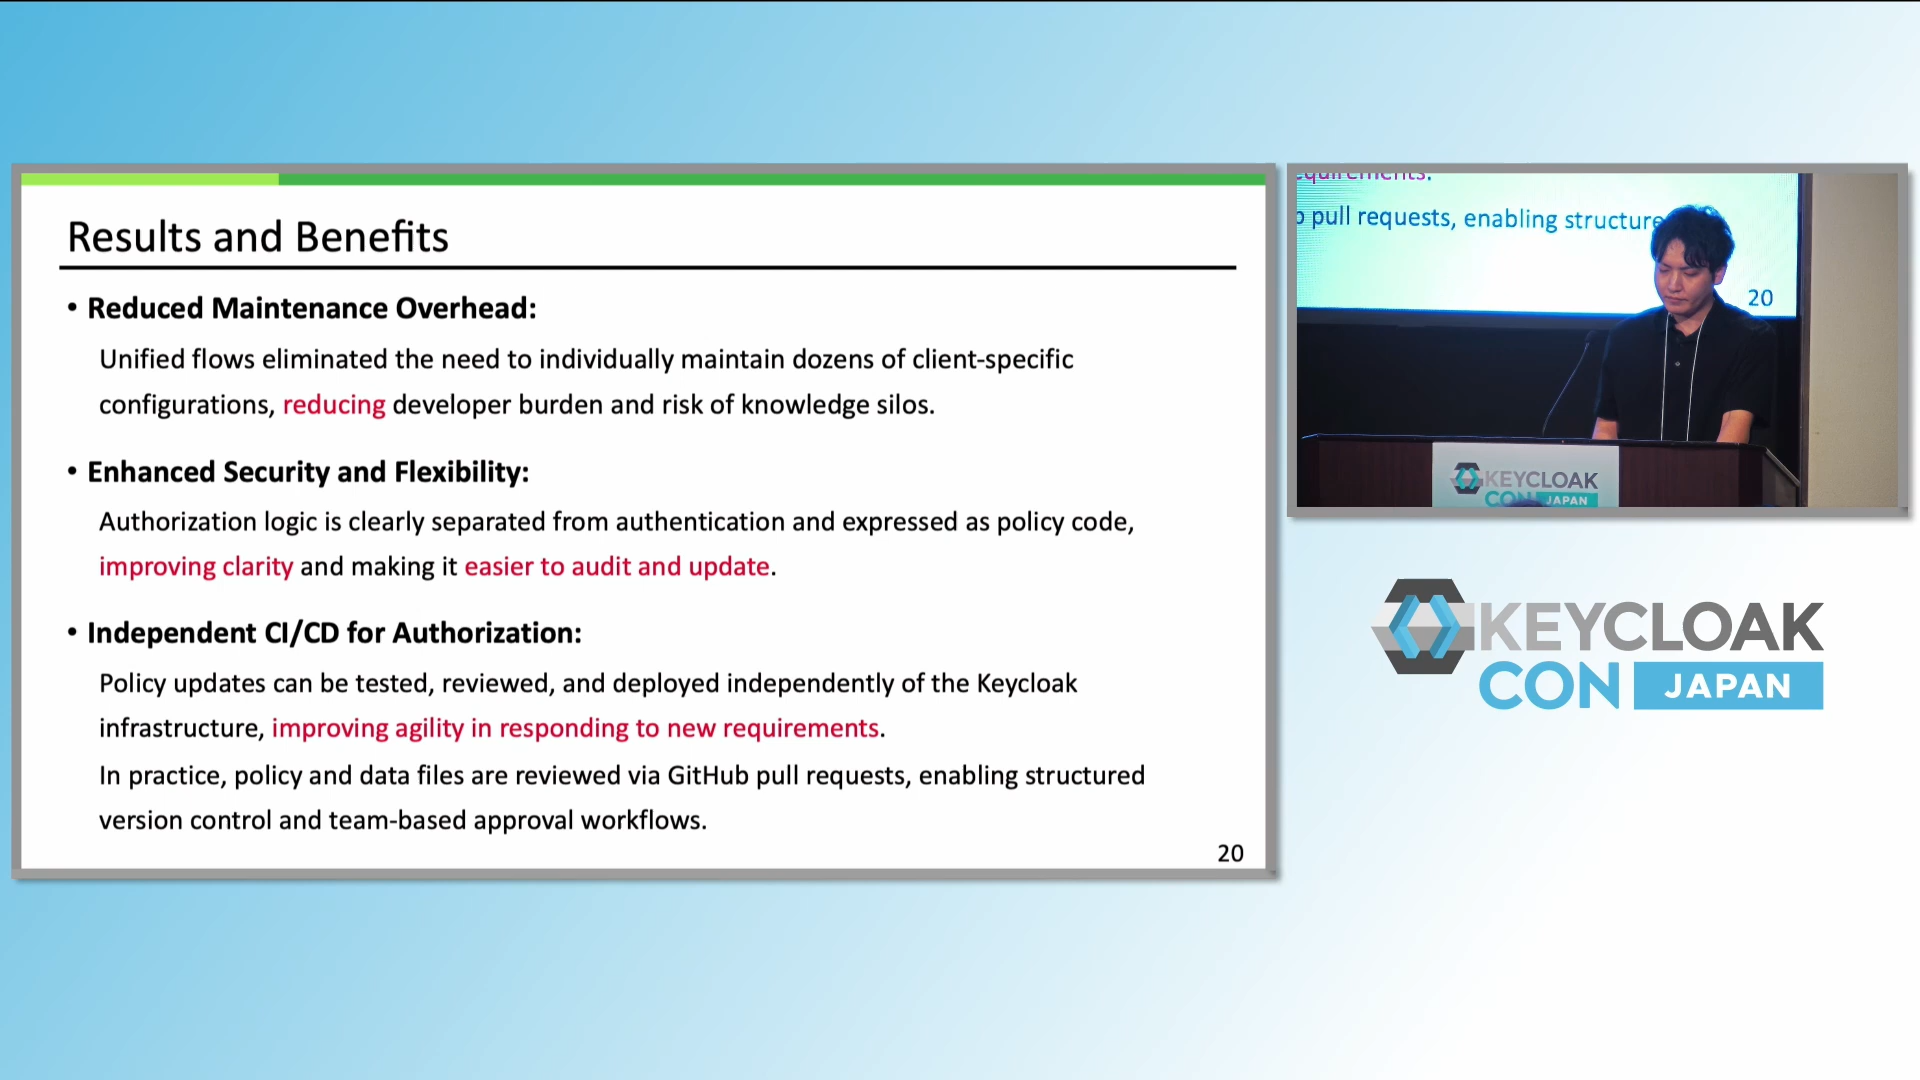 Results and Benefits
• Reduced Maintenance Overhead:
Unified flows eliminated the need to individually maintain dozens of client-specific
configurations, reducing developer burden and risk of knowledge silos.
• Enhanced Security and Flexibility:
Authorization logic is clearly separated from authentication and expressed as policy code,
improving clarity and making it easier to audit and update.
• Independent CI/CD for Authorization:
Policy updates can be tested, reviewed, and deployed independently of the Keycloak
infrastructure, improving agility in responding to new requirements.
In practice, policy and data files are reviewed via GitHub pull requests, enabling structured
version control and team-based approval workflows.
20
pull requests, enabling structure
20
KEYCLOAK
CON JAPAN
KEYCLOAK
CON JAPAN